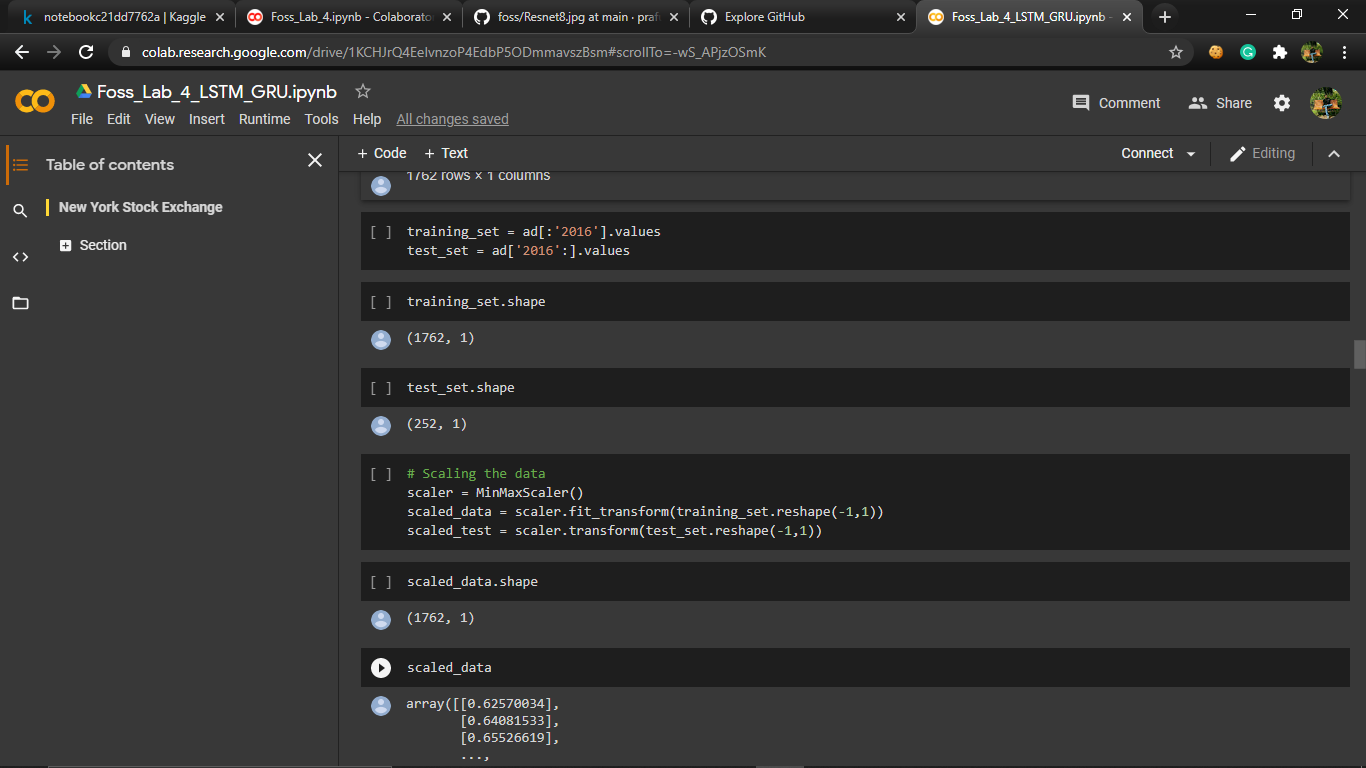 notebookc21dd7762a | Kaggle
Foss_Lab_4.ipynb - Colaborato
foss/Resnet8.jpg at main · praf
Explore GitHub
Foss_Lab_4_LSTM_GRU.ipynb -
colab.research.google.com/drive/1KCHJrQ4EeIvnzoP4EdbP5ODmmavszBsm#scrollTo=-wS_APjzOSmK
Foss_Lab_4_LSTM_GRU.ipynb
File Edit View Insert Runtime Tools Help All changes saved
Comment
Share
Table of contents
New York Stock Exchange
Section
+ Code + Text
Connect
Editing
1762 rows × 1 columns
[ ] training_set = ad[:'2016'].values
test_set = ad['2016':].values
[ ] training_set.shape
(1762, 1)
[ ] test_set.shape
(252, 1)
[ ] # Scaling the data
scaler = MinMaxScaler()
scaled_data = scaler.fit_transform(training_set.reshape(-1,1))
scaled_test = scaler.transform(test_set.reshape(-1,1))
[ ] scaled_data.shape
(1762, 1)
scaled_data
array([[0.62570034],
[0.64081533],
[0.65526619],
...,